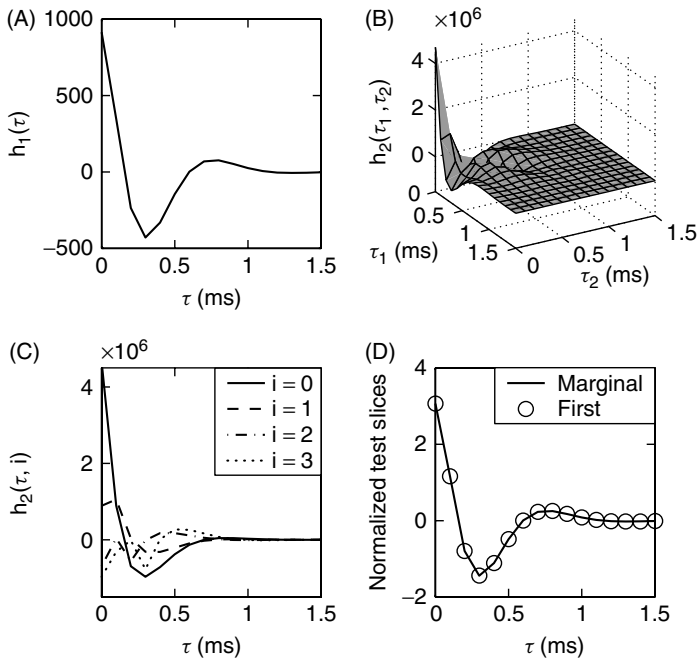 (A)
1000
500
0
−500
h1(τ)
0 0.5 1 1.5
τ (ms)
(B)
×10^6
4
2
0
h2(τ1, τ2)
0
0.5
1
1.5
τ1 (ms)
0
0.5
1
1.5
τ2 (ms)
(C)
×10^6
4
2
0
h2(τ, i)
i = 0
i = 1
i = 2
i = 3
0 0.5 1 1.5
τ (ms)
(D)
4
2
0
−2
Normalized test slices
Marginal
First
0 0.5 1 1.5
τ (ms)